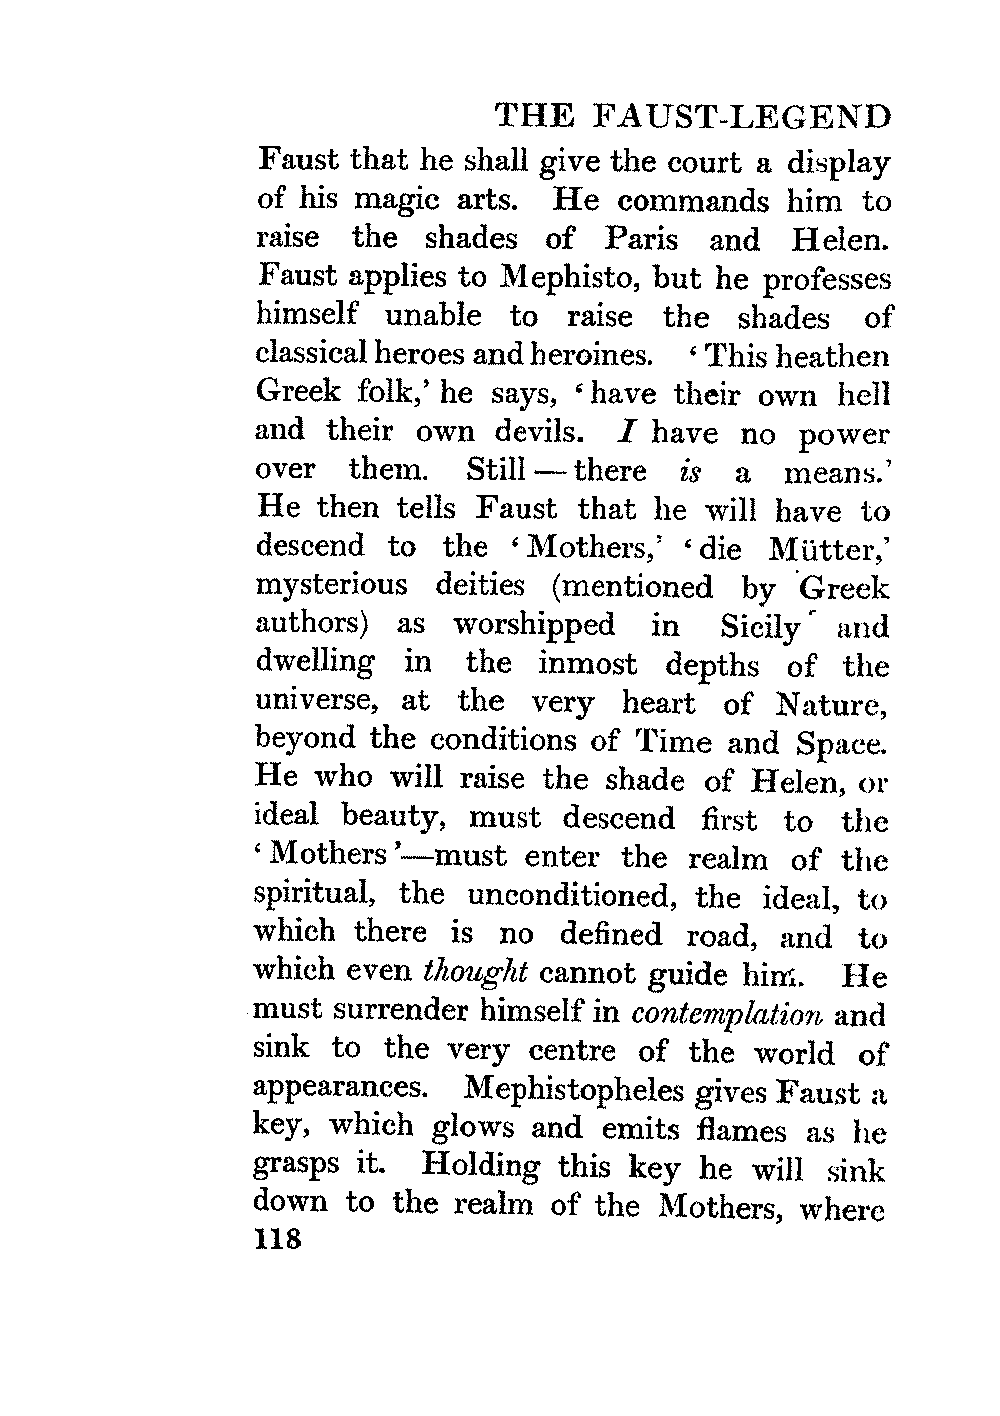 THE FAUST-LEGEND
Faust that he shall give the court a display
of his magic arts. He commands him to
raise the shades of Paris and Helen.
Faust applies to Mephisto, but he professes
himself unable to raise the shades of
classical heroes and heroines. ‘ This heathen
Greek folk,’ he says, ‘ have their own hell
and their own devils. I have no power
over them. Still — there is a means.’
He then tells Faust that he will have to
descend to the ‘ Mothers,’ ‘ die Mütter,’
mysterious deities (mentioned by Greek
authors) as worshipped in Sicily and
dwelling in the inmost depths of the
universe, at the very heart of Nature,
beyond the conditions of Time and Space.
He who will raise the shade of Helen, or
ideal beauty, must descend first to the
‘ Mothers ’—must enter the realm of the
spiritual, the unconditioned, the ideal, to
which there is no defined road, and to
which even thought cannot guide him. He
must surrender himself in contemplation and
sink to the very centre of the world of
appearances. Mephistopheles gives Faust a
key, which glows and emits flames as he
grasps it. Holding this key he will sink
down to the realm of the Mothers, where
118